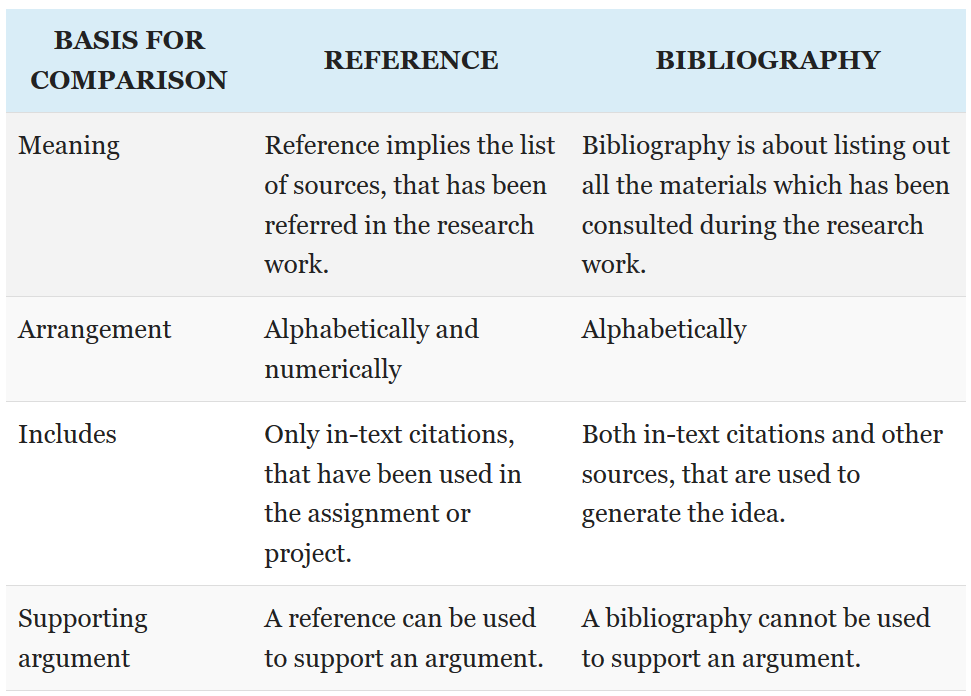 BASIS FOR
COMPARISON
REFERENCE
BIBLIOGRAPHY
Meaning
Reference implies the list
of sources, that has been
referred in the research
work.
Bibliography is about listing out
all the materials which has been
consulted during the research
work.
Arrangement
Alphabetically and
numerically
Alphabetically
Includes
Only in-text citations,
that have been used in
the assignment or
project.
Both in-text citations and other
sources, that are used to
generate the idea.
Supporting
argument
A reference can be used
to support an argument.
A bibliography cannot be used
to support an argument.